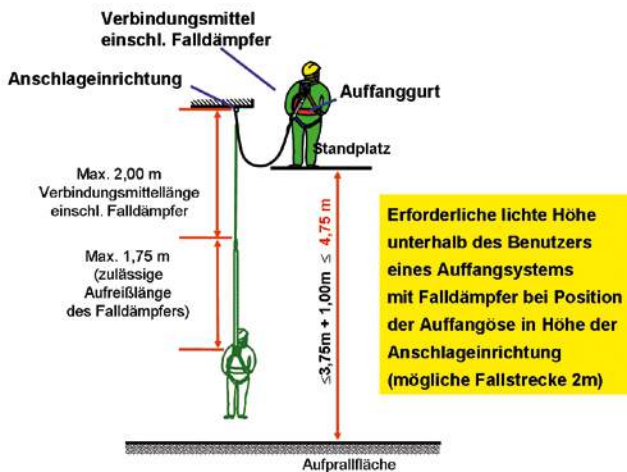 Verbindungsmittel
einschl. Falldämpfer
Anschlageinrichtung
Auffanggurt
Standplatz
Max. 2,00 m
Verbindungsmittellänge
einschl. Falldämpfer
Max. 1,75 m
(zulässige
Aufreißlänge
des Falldämpfers)
≤3,75m + 1,00m ≤ 4,75 m
Erforderliche lichte Höhe
unterhalb des Benutzers
eines Auffangsystems
mit Falldämpfer bei Position
der Auffangöse in Höhe der
Anschlageinrichtung
(mögliche Fallstrecke 2m)
Aufprallfläche